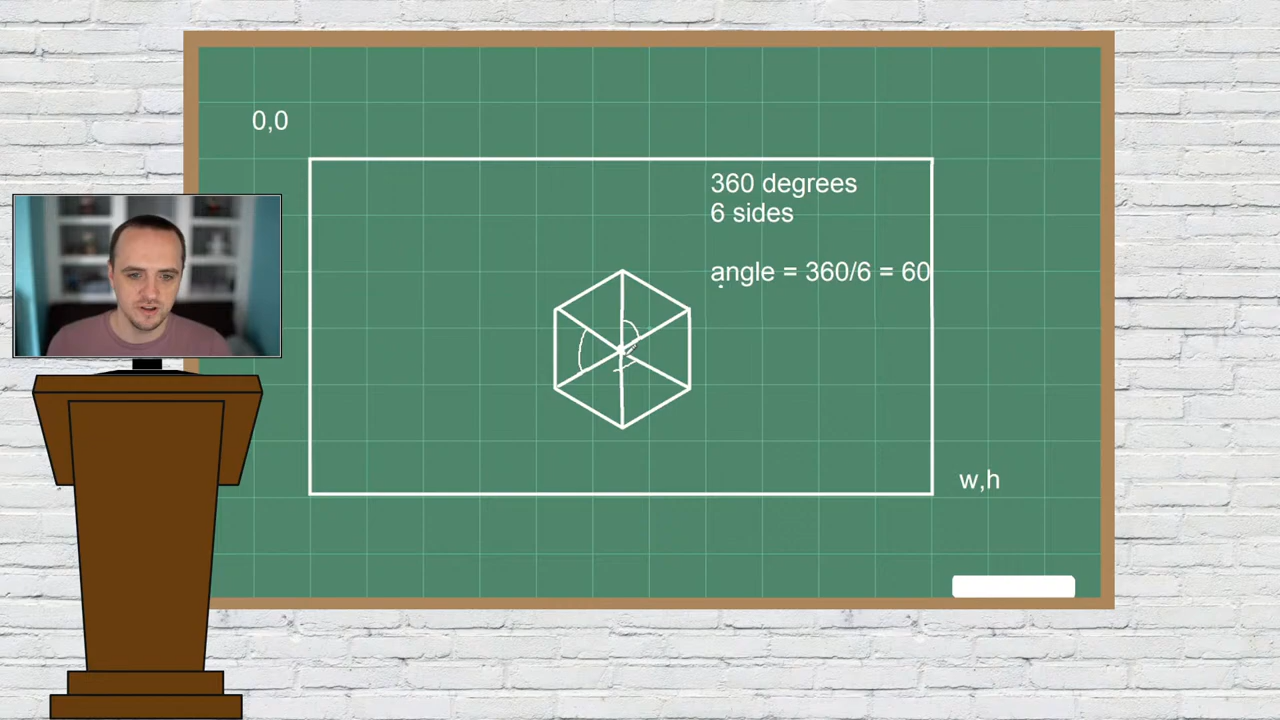 0,0
360 degrees
6 sides
angle = 360/6 = 60
w,h